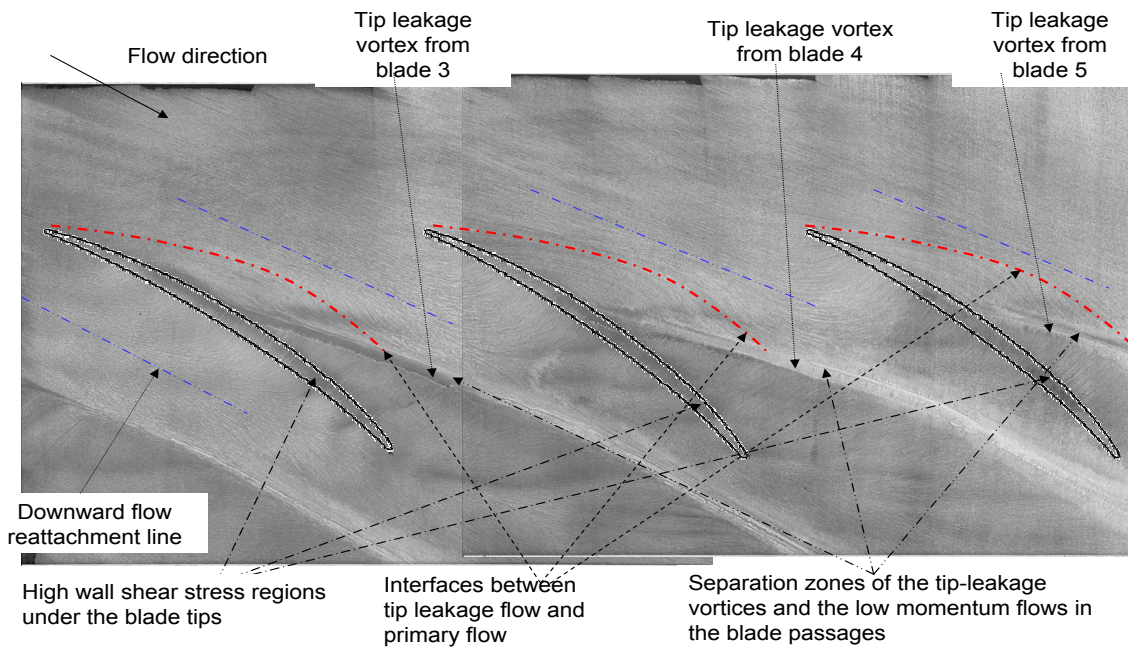 Flow direction
Tip leakage
vortex from
blade 3
Tip leakage vortex
from blade 4
Tip leakage
vortex from
blade 5
Downward flow
reattachment line
High wall shear stress regions
under the blade tips
Interfaces between
tip leakage flow and
primary flow
Separation zones of the tip-leakage
vortices and the low momentum flows in
the blade passages